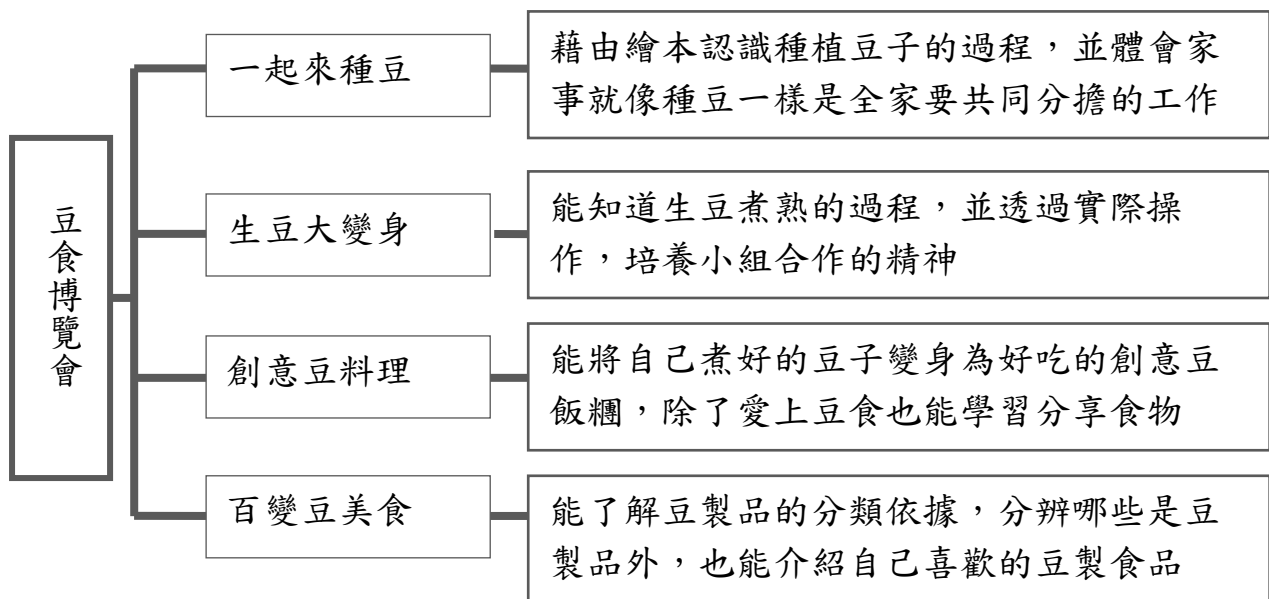 豆食博覽會
一起來種豆
藉由繪本認識種植豆子的過程，並體會家
事就像種豆一樣是全家要共同分擔的工作
生豆大變身
能知道生豆煮熟的過程，並透過實際操
作，培養小組合作的精神
創意豆料理
能將自己煮好的豆子變身為好吃的創意豆
飯糰，除了愛上豆食也能學習分享食物
百變豆美食
能了解豆製品的分類依據，分辨哪些是豆
製品外，也能介紹自己喜歡的豆製食品